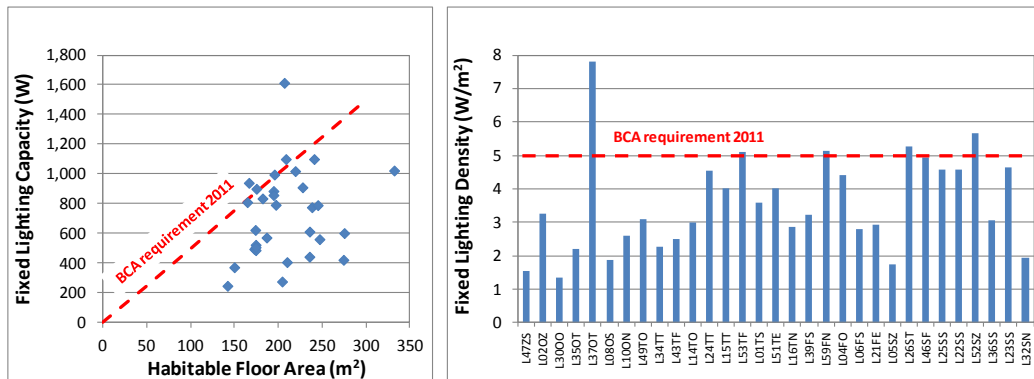 Fixed Lighting Capacity (W)
1,800
1,600
1,400
1,200
1,000
800
600
400
200
0
BCA requirement 2011
0 50 100 150 200 250 300 350
Habitable Floor Area (m²)
Fixed Lighting Density (W/m²)
8
7
6
5
4
3
2
1
0
BCA requirement 2011
L47ZS
L02OZ
L30OO
L35OT
L37OT
L08OS
L10ON
L49TO
L34TT
L43TF
L14TO
L24TT
L15TT
L53TF
L01TS
L51TE
L16TN
L39FS
L59FN
L04FO
L06FS
L21FE
L05SZ
L26ST
L46SF
L25SS
L22SS
L52SZ
L36SS
L23SS
L32SN